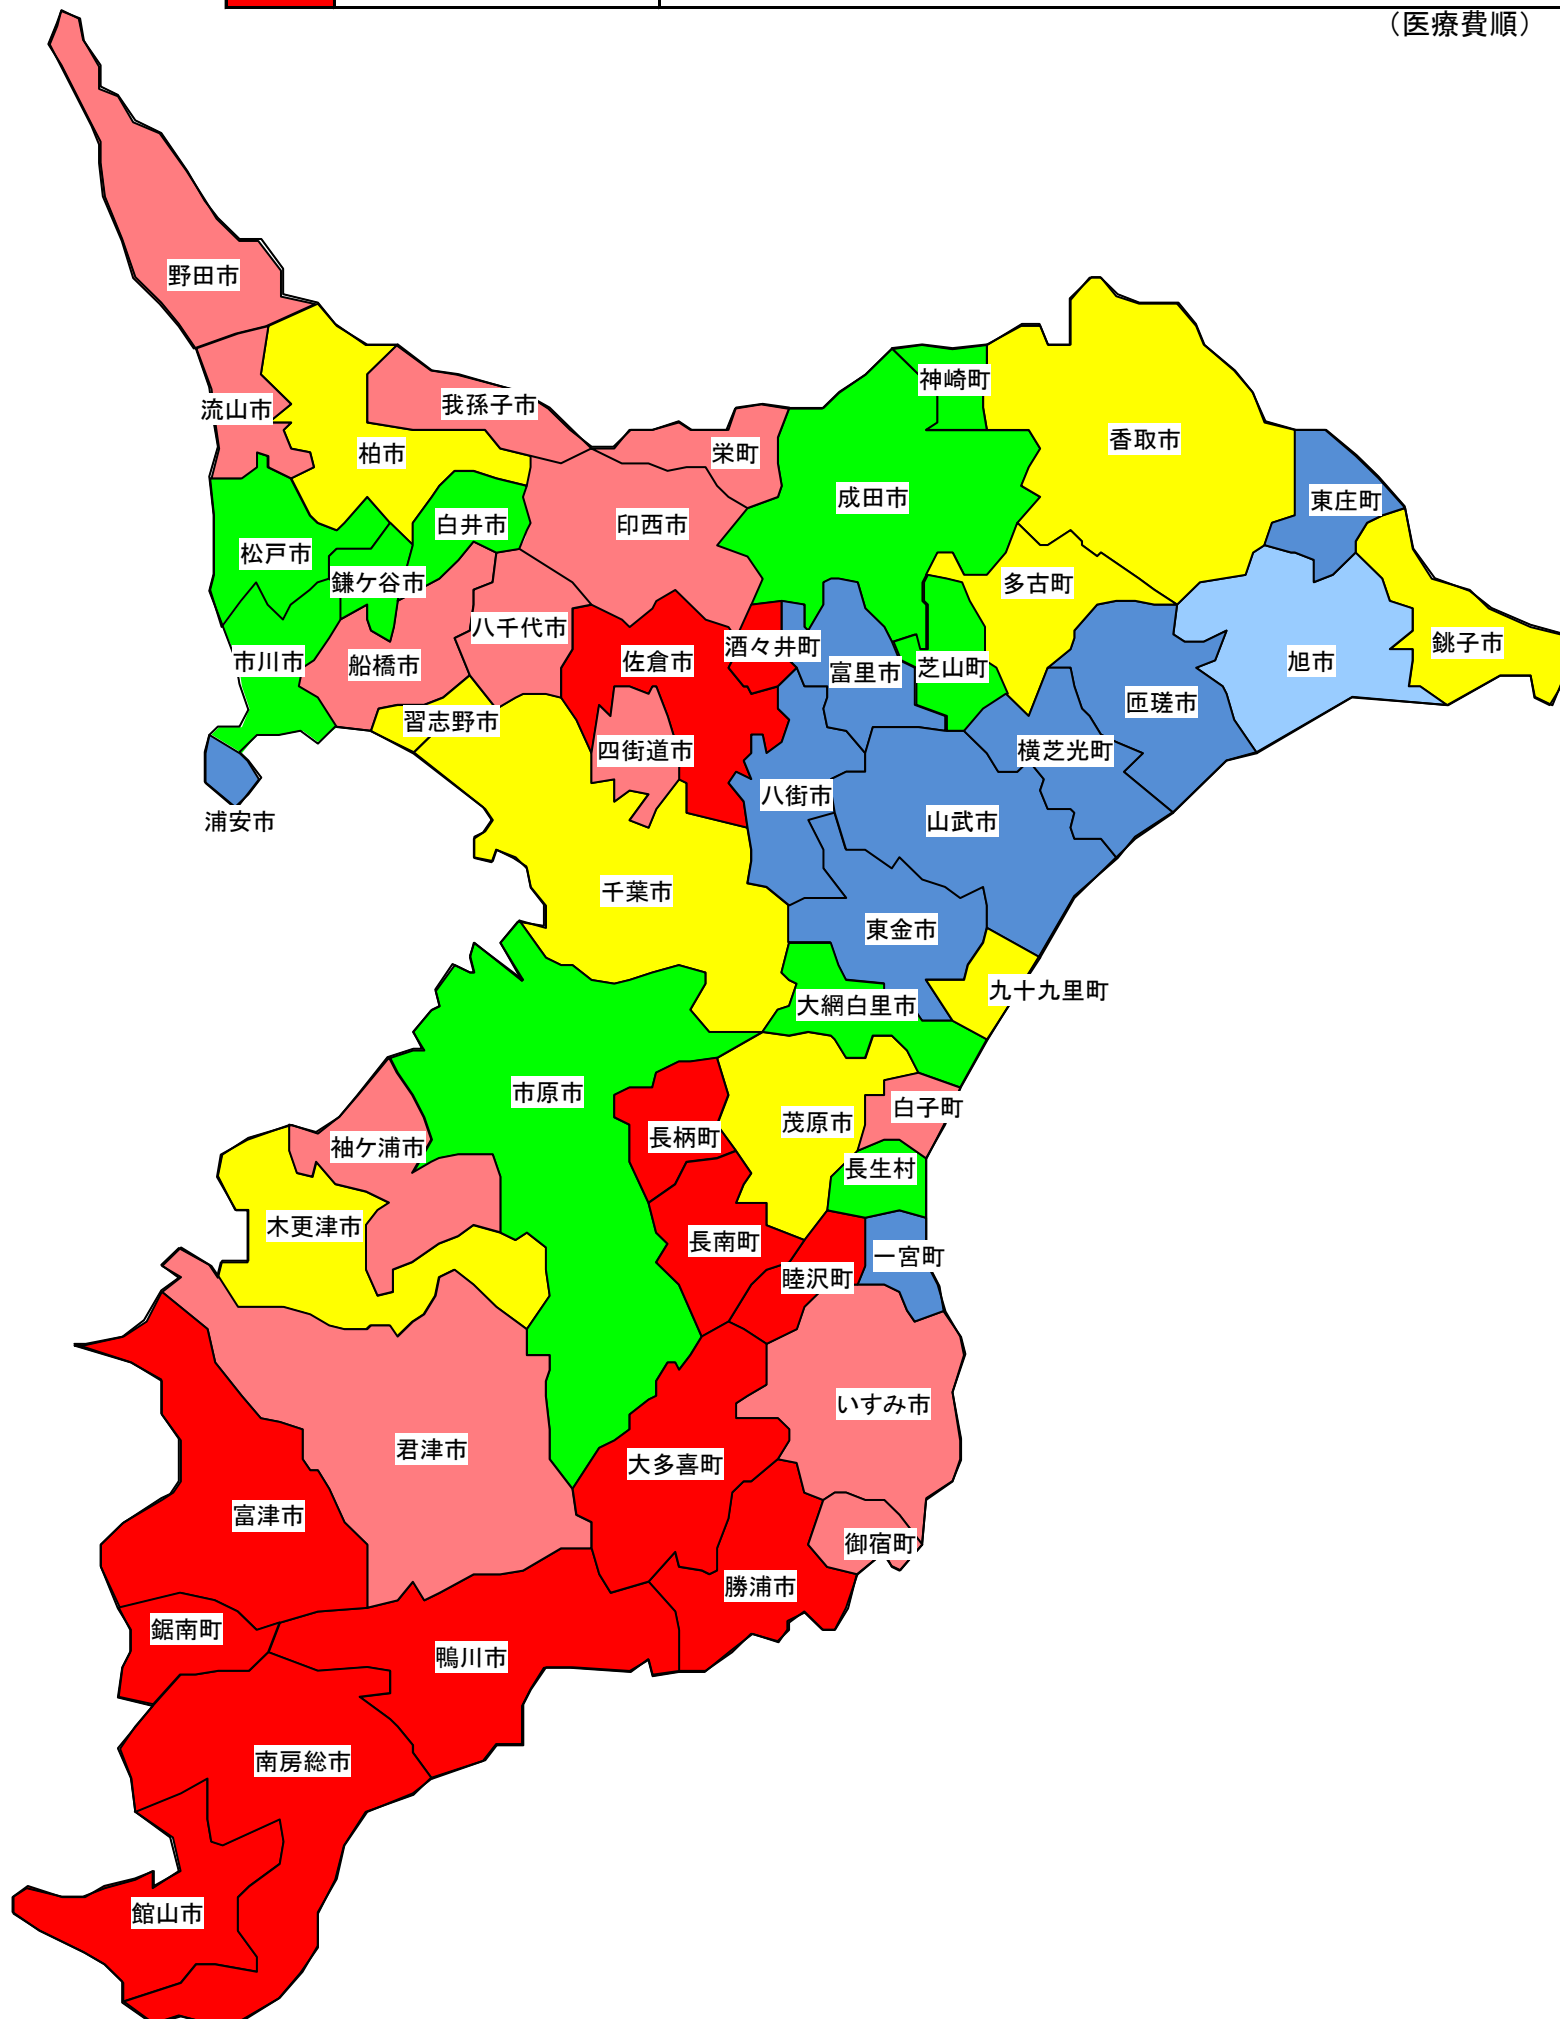 （医療費順）
野田市
流山市
我孫子市
柏市
栄町
神崎町
香取市
成田市
東庄町
白井市
印西市
松戸市
鎌ケ谷市
多古町
八千代市
銚子市
酒々井町
市川市
船橋市
佐倉市
富里市
芝山町
旭市
匝瑳市
習志野市
四街道市
横芝光町
八街市
浦安市
山武市
千葉市
東金市
九十九里町
大網白里市
市原市
白子町
茂原市
長柄町
袖ケ浦市
長生村
木更津市
長南町
一宮町
睦沢町
いすみ市
君津市
大多喜町
富津市
御宿町
勝浦市
鋸南町
鴨川市
南房総市
館山市